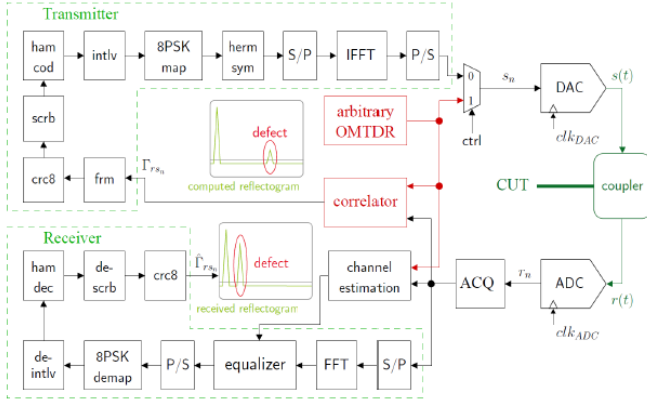 Transmitter
ham
cod
intlv
8PSK
map
herm
sym
S/P
IFFT
P/S
0
1
s_n
DAC
s(t)
ctrl
clk_DAC
scrb
arbitrary
OMTDR
defect
computed reflectogram
crc8
frm
Γ_rs_n
correlator
CUT
coupler
Receiver
ham
dec
de-
scrb
crc8
Γ̂_rs_n
defect
received reflectogram
channel
estimation
ACQ
r_n
ADC
r(t)
clk_ADC
de-
intlv
8PSK
demap
P/S
equalizer
FFT
S/P